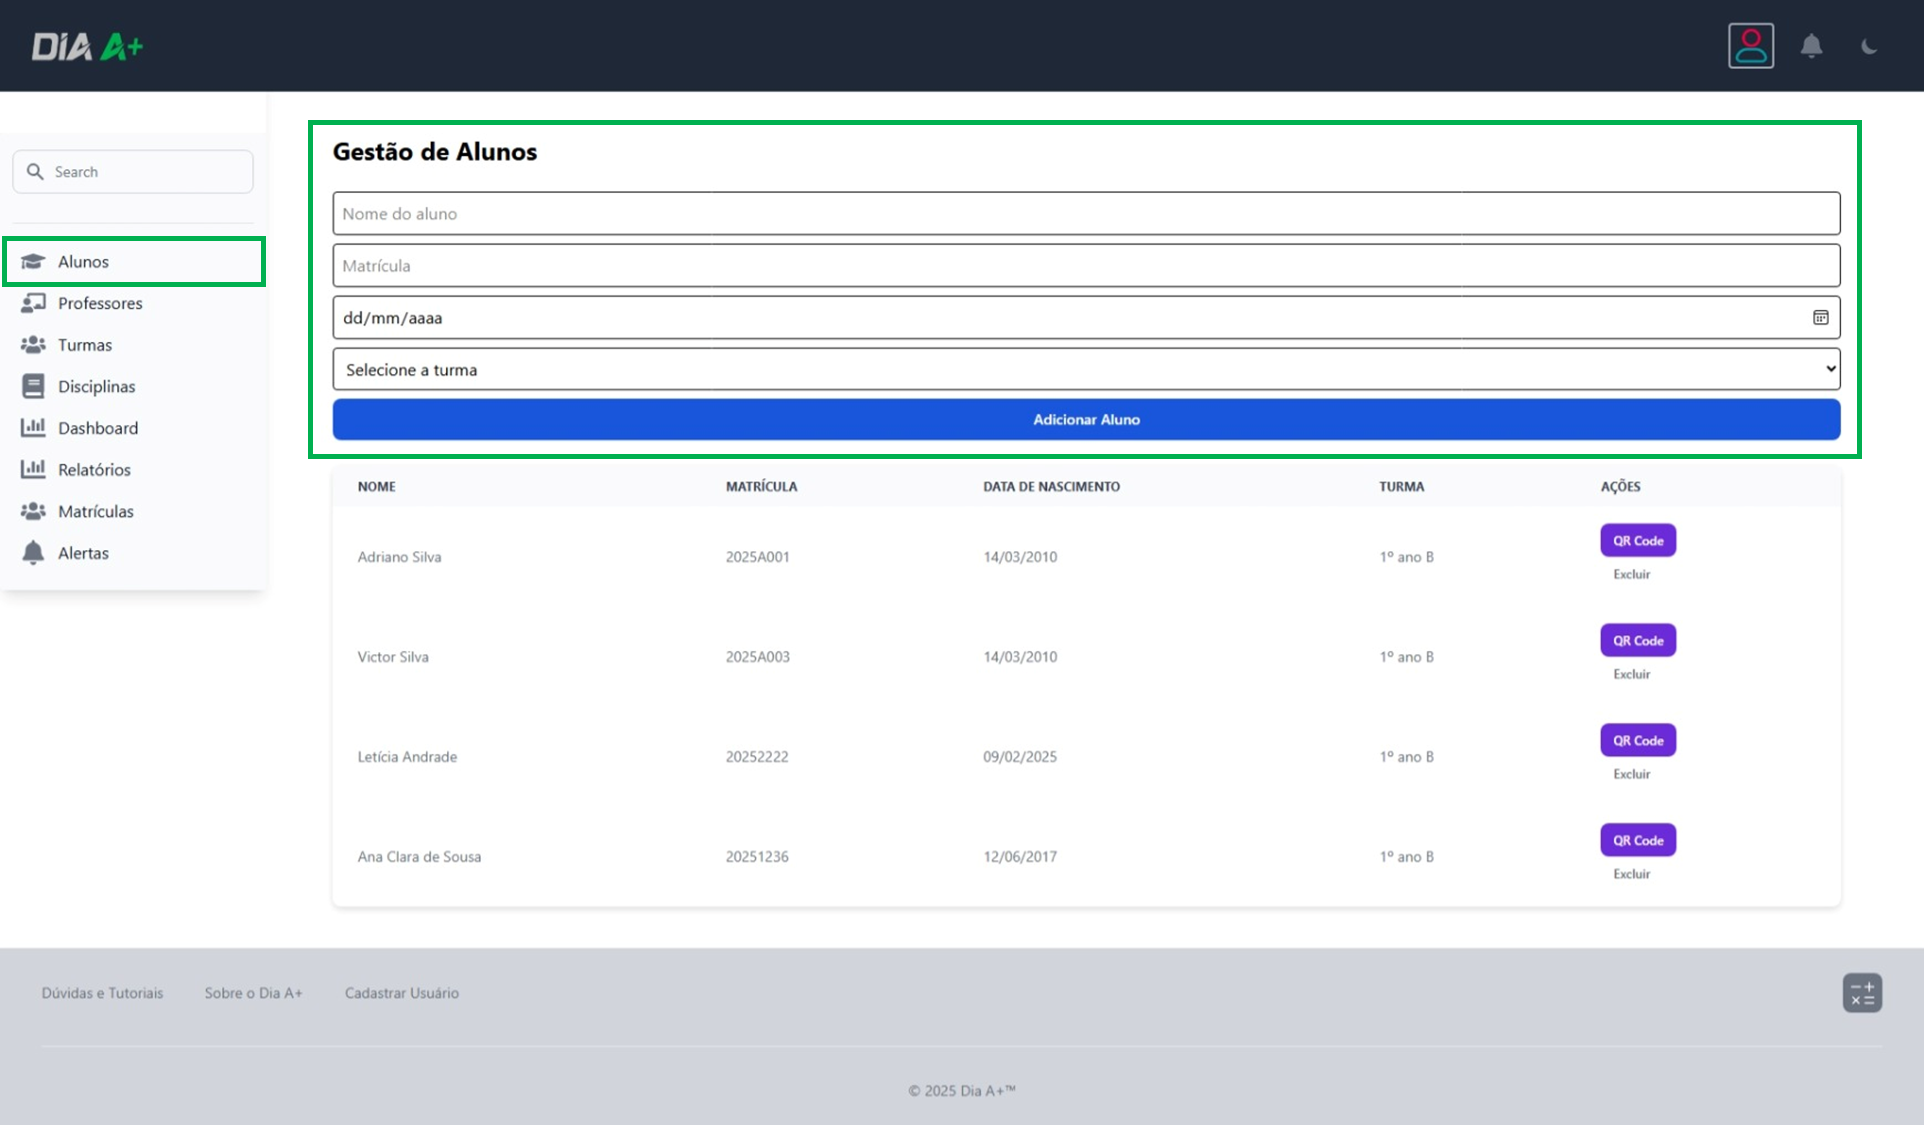 DIA A+
Search
Alunos
Professores
Turmas
Disciplinas
Dashboard
Relatórios
Matrículas
Alertas
Gestão de Alunos
Nome do aluno
Matrícula
dd/mm/aaaa
Selecione a turma
Adicionar Aluno
NOME MATRÍCULA DATA DE NASCIMENTO TURMA AÇÕES
Adriano Silva 2025A001 14/03/2010 1º ano B QR Code
Excluir
Victor Silva 2025A003 14/03/2010 1º ano B QR Code
Excluir
Letícia Andrade 20252222 09/02/2025 1º ano B QR Code
Excluir
Ana Clara de Sousa 20251236 12/06/2017 1º ano B QR Code
Excluir
Dúvidas e Tutoriais Sobre o Dia A+ Cadastrar Usuário
© 2025 Dia A+™